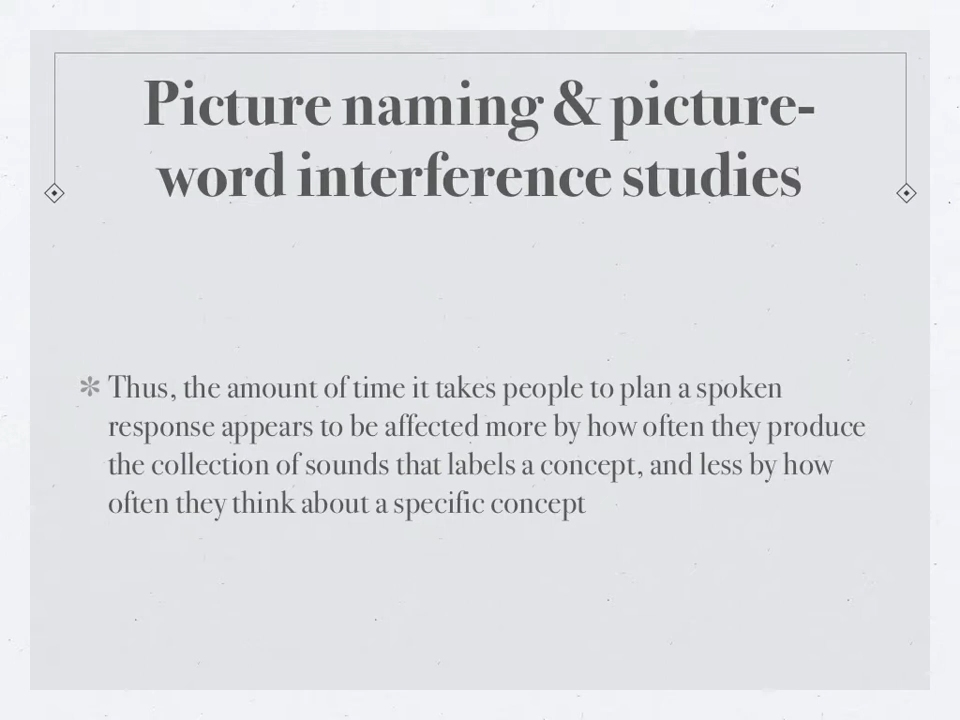 Picture naming & picture-
word interference studies
✻ Thus, the amount of time it takes people to plan a spoken
response appears to be affected more by how often they produce
the collection of sounds that labels a concept, and less by how
often they think about a specific concept